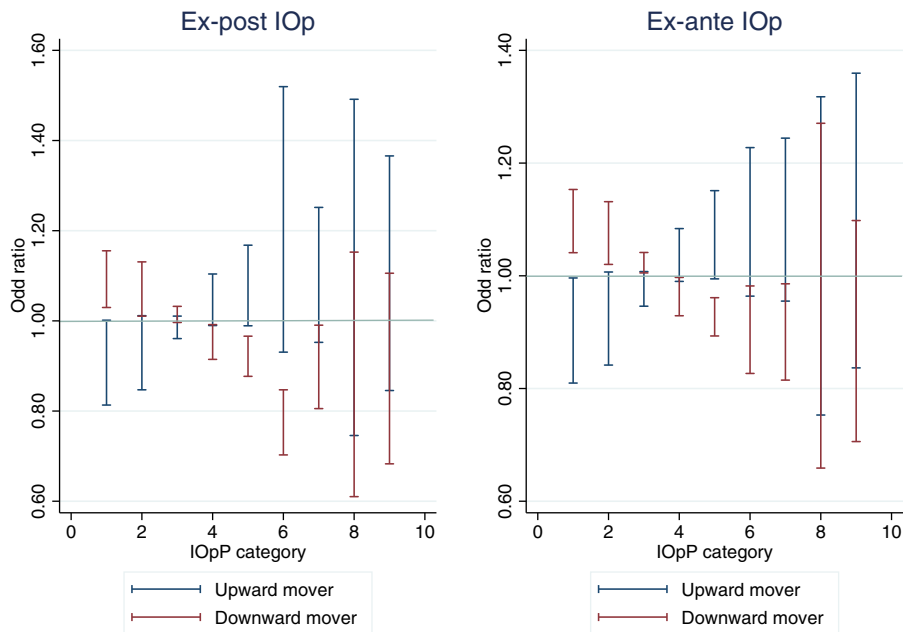 Ex-post IOp
1.60
1.40
1.20
1.00
0.80
0.60
Odd ratio
0 2 4 6 8 10
IOpP category
Upward mover
Downward mover
Ex-ante IOp
1.40
1.20
1.00
0.80
0.60
Odd ratio
0 2 4 6 8 10
IOpP category
Upward mover
Downward mover